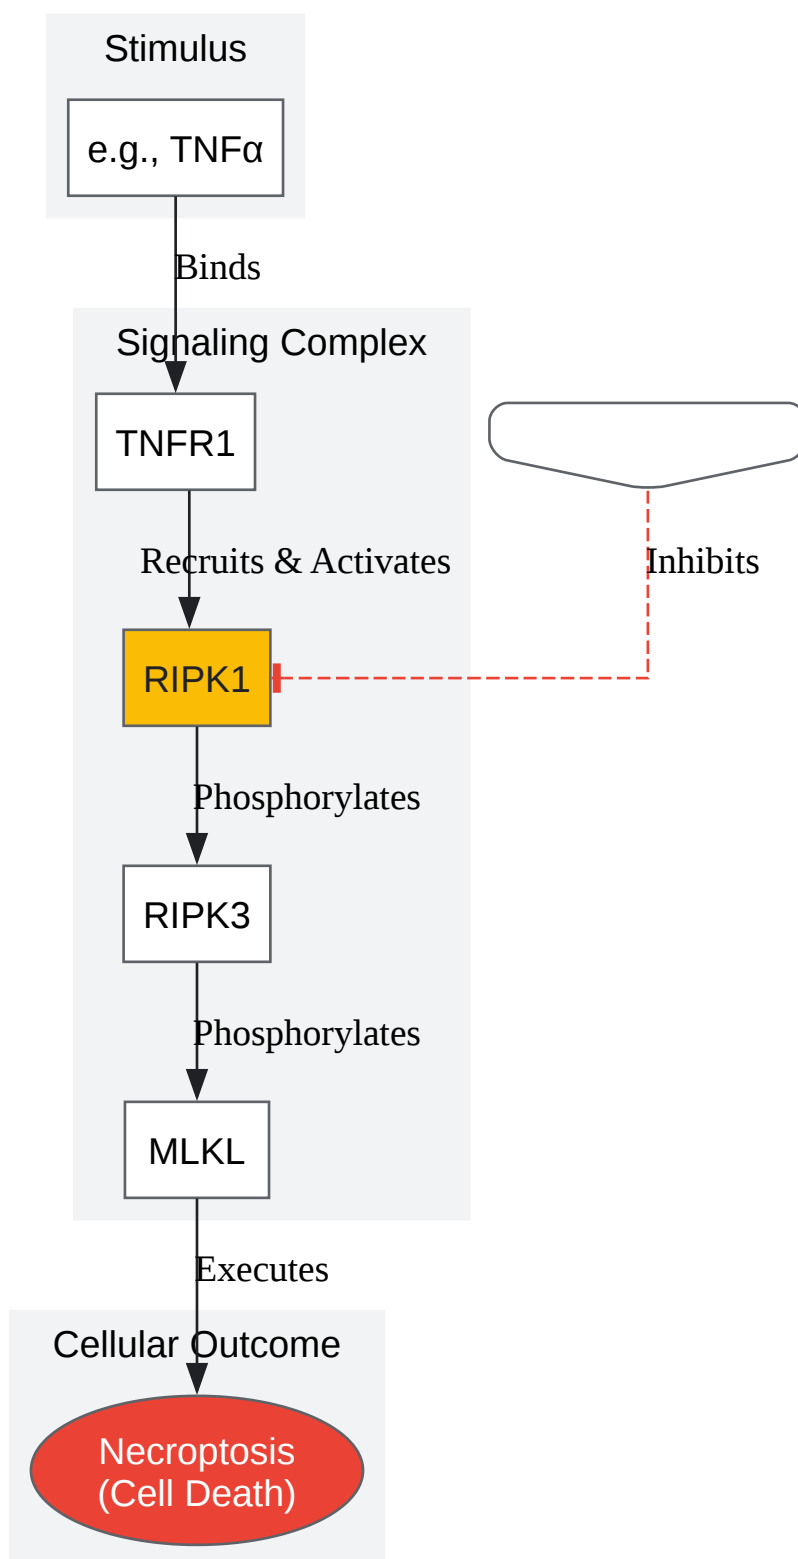 Stimulus
e.g., TNFα
Binds
Signaling Complex
TNFR1
Recruits & Activates
Inhibits
RIPK1
Phosphorylates
RIPK3
Phosphorylates
MLKL
Executes
Cellular Outcome
Necroptosis
(Cell Death)